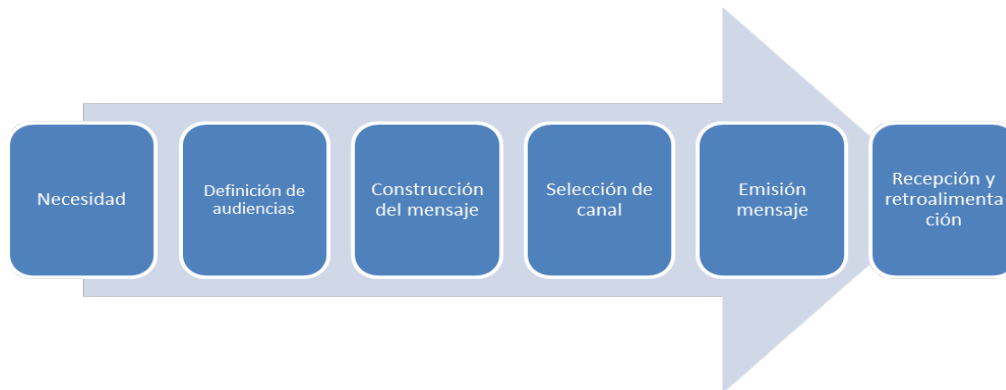 Necesidad
Definición de
audiencias
Construcción
del mensaje
Selección de
canal
Emisión
mensaje
Recepción y
retroalimenta
ción